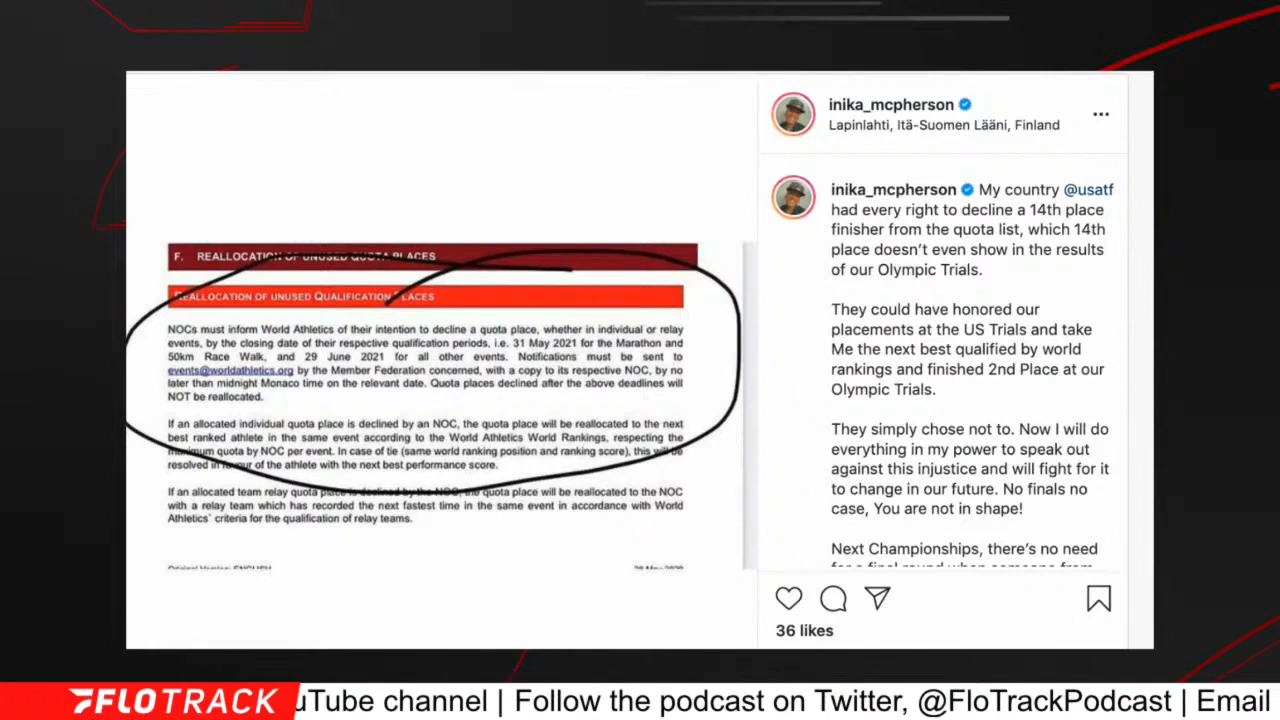 F. REALLOCATION OF UNUSED QUOTA PLACES
REALLOCATION OF UNUSED QUALIFICATION PLACES
NOCs must inform World Athletics of their intention to decline a quota place, whether in individual or relay
events, by the closing date of their respective qualification periods, i.e. 31 May 2021 for the Marathon and
50km Race Walk, and 29 June 2021 for all other events. Notifications must be sent to
events@worldathletics.org by the Member Federation concerned, with a copy to its respective NOC, by no
later than midnight Monaco time on the relevant date. Quota places declined after the above deadlines will
NOT be reallocated.
If an allocated individual quota place is declined by an NOC, the quota place will be reallocated to the next
best ranked athlete in the same event according to the World Athletics World Rankings, respecting the
maximum quota by NOC per event. In case of tie (same world ranking position and ranking score), this will be
resolved in favour of the athlete with the next best performance score.
If an allocated team relay quota place is declined by the NOC, the quota place will be reallocated to the NOC
with a relay team which has recorded the next fastest time in the same event in accordance with World
Athletics' criteria for the qualification of relay teams.
inika_mcpherson
Lapinlahti, Itä-Suomen Lääni, Finland
inika_mcpherson My country @usatf
had every right to decline a 14th place
finisher from the quota list, which 14th
place doesn't even show in the results
of our Olympic Trials.
They could have honored our
placements at the US Trials and take
Me the next best qualified by world
rankings and finished 2nd Place at our
Olympic Trials.
They simply chose not to. Now I will do
everything in my power to speak out
against this injustice and will fight for it
to change in our future. No finals no
case, You are not in shape!
Next Championships, there's no need
for a final round when someone from
36 likes
FLOTRACK
uTube channel | Follow the podcast on Twitter, @FloTrackPodcast | Email